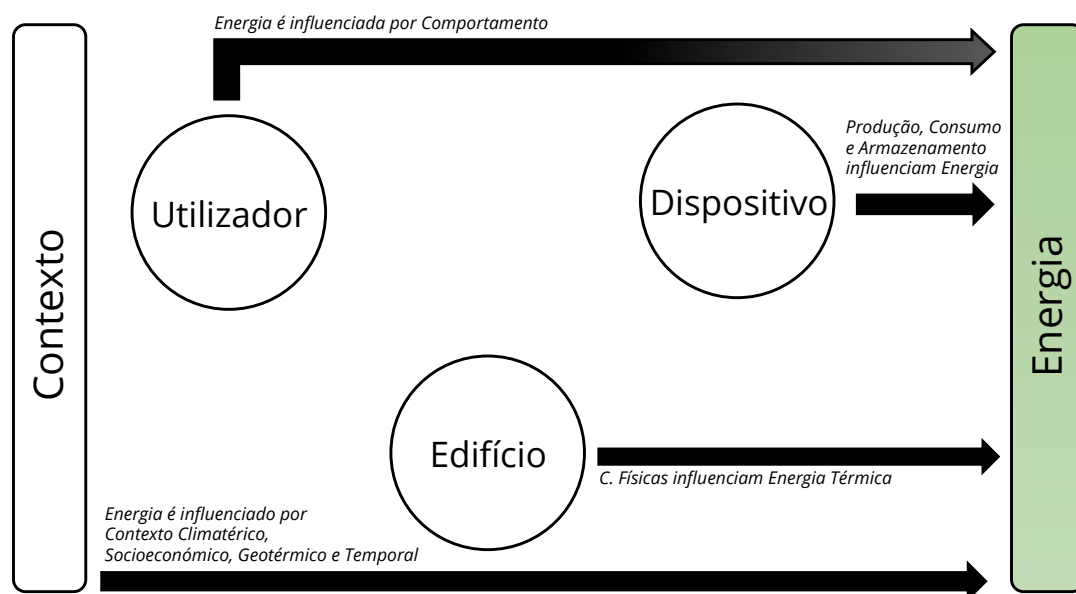 Energia é influenciada por Comportamento
Contexto
Utilizador
Dispositivo
Produção, Consumo
e Armazenamento
influenciam Energia
Energia
Edifício
C. Físicas influenciam Energia Térmica
Energia é influenciado por
Contexto Climatérico,
Socioeconómico, Geotérmico e Temporal